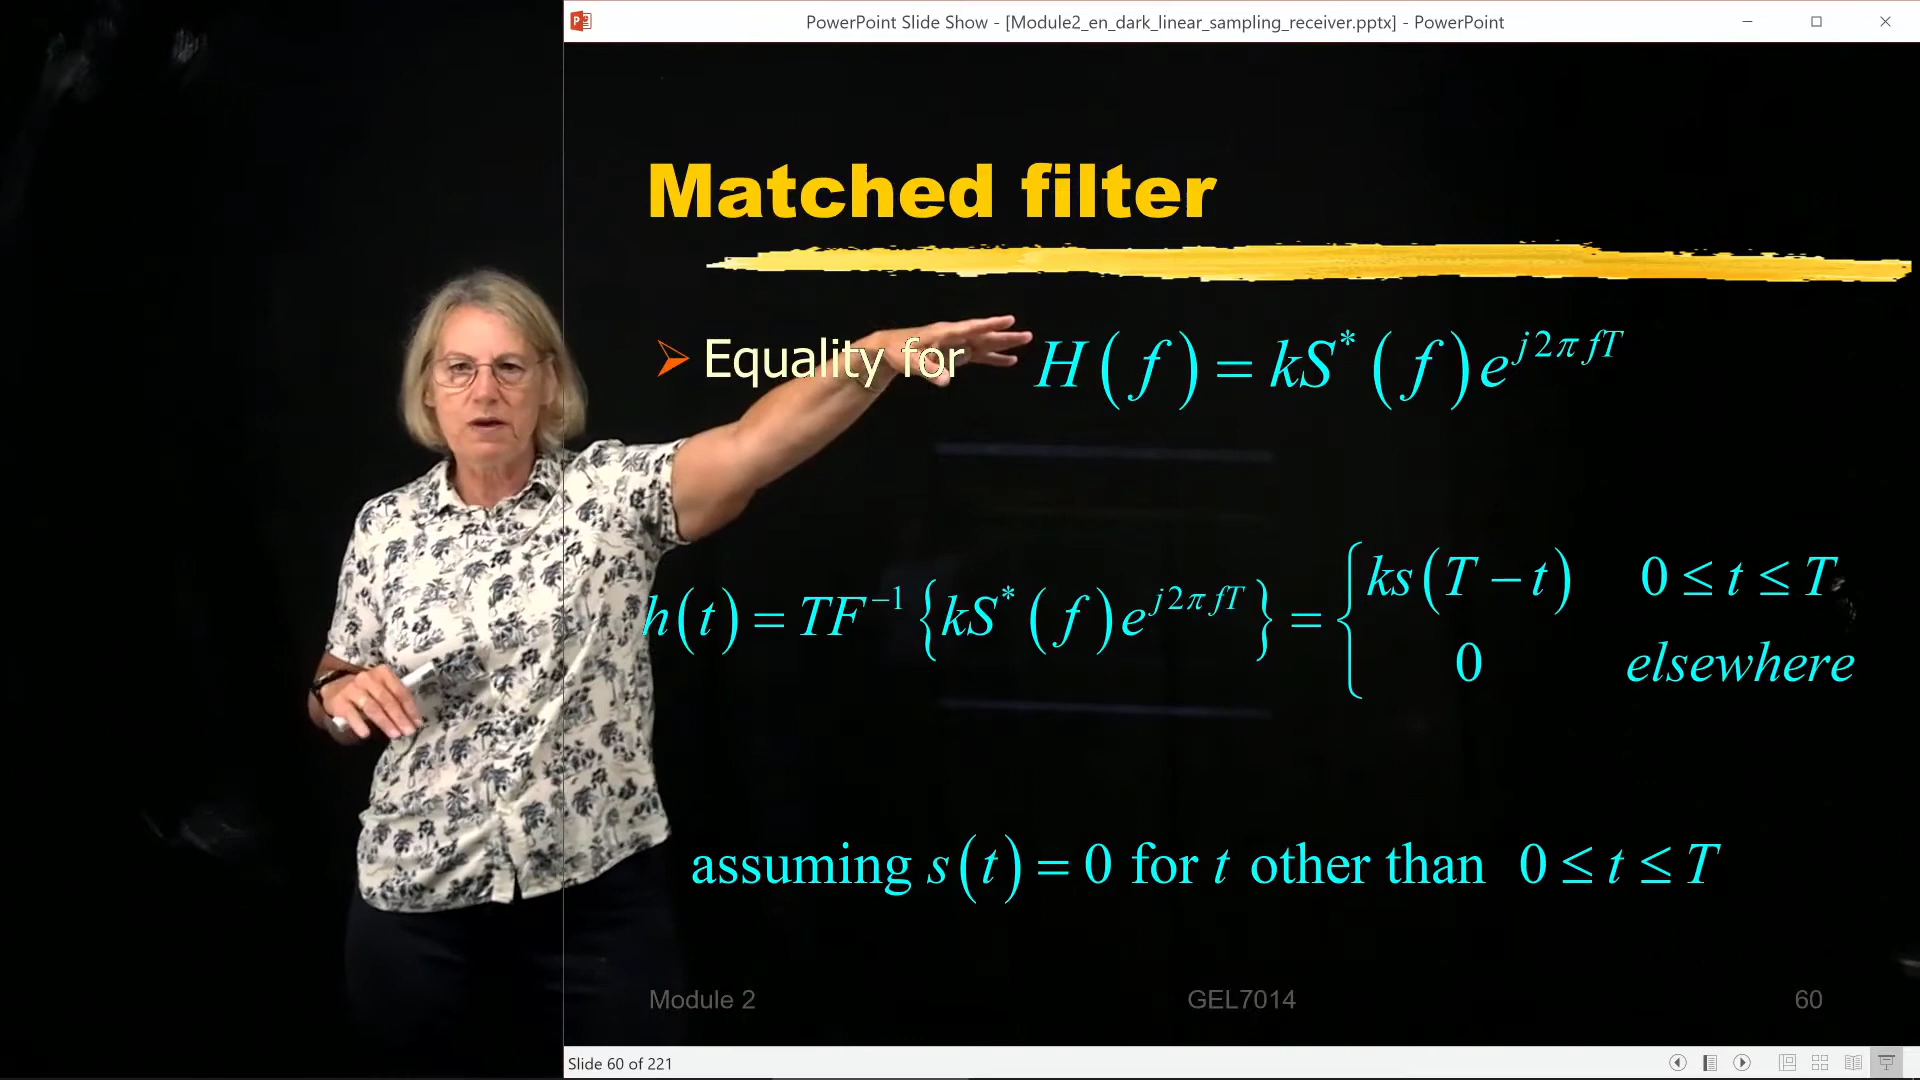 PowerPoint Slide Show - [Module2_en_dark_linear_sampling_receiver.pptx] - PowerPoint
Matched filter
Equality for H(f) = kS*(f)e^{j2πfT}
h(t) = TF^{-1}{kS*(f)e^{j2πfT}} = { ks(T − t) 0 ≤ t ≤ T
0 elsewhere
assuming s(t) = 0 for t other than 0 ≤ t ≤ T
Module 2 GEL7014 60
Slide 60 of 221